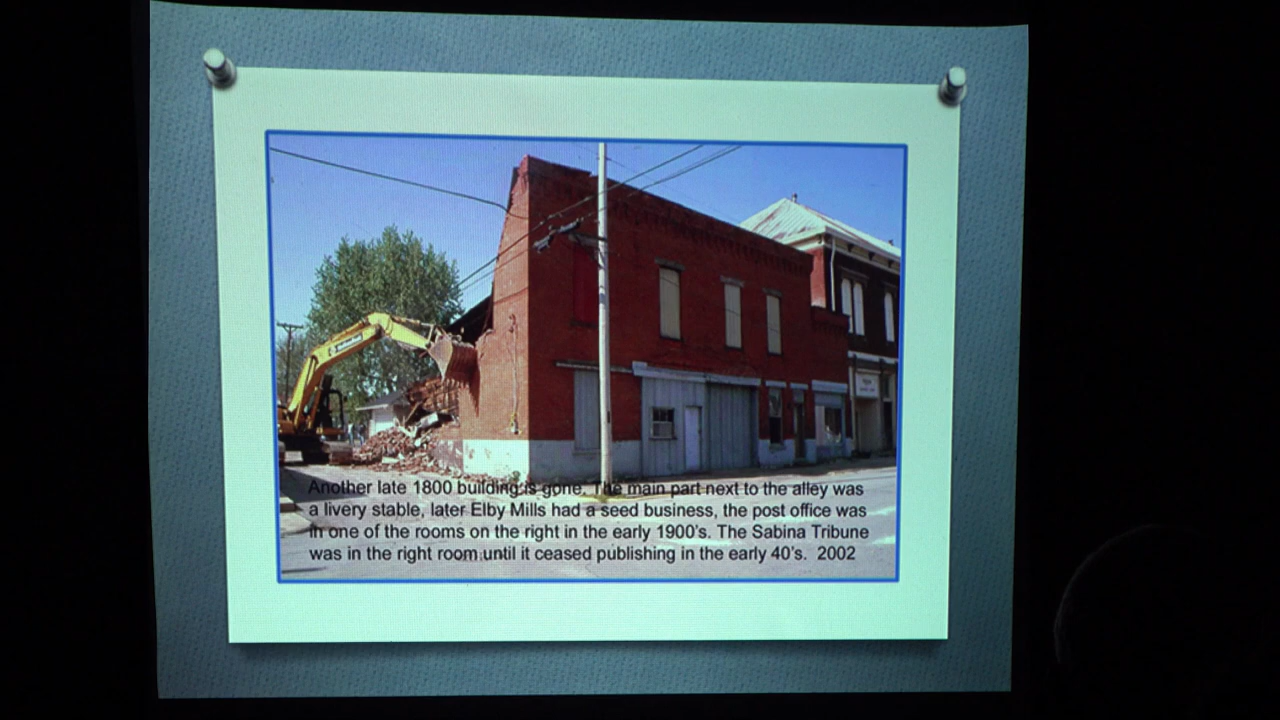 Another late 1800 building is gone. The main part next to the alley was
a livery stable, later Elby Mills had a seed business, the post office was
in one of the rooms on the right in the early 1900's. The Sabina Tribune
was in the right room until it ceased publishing in the early 40's. 2002